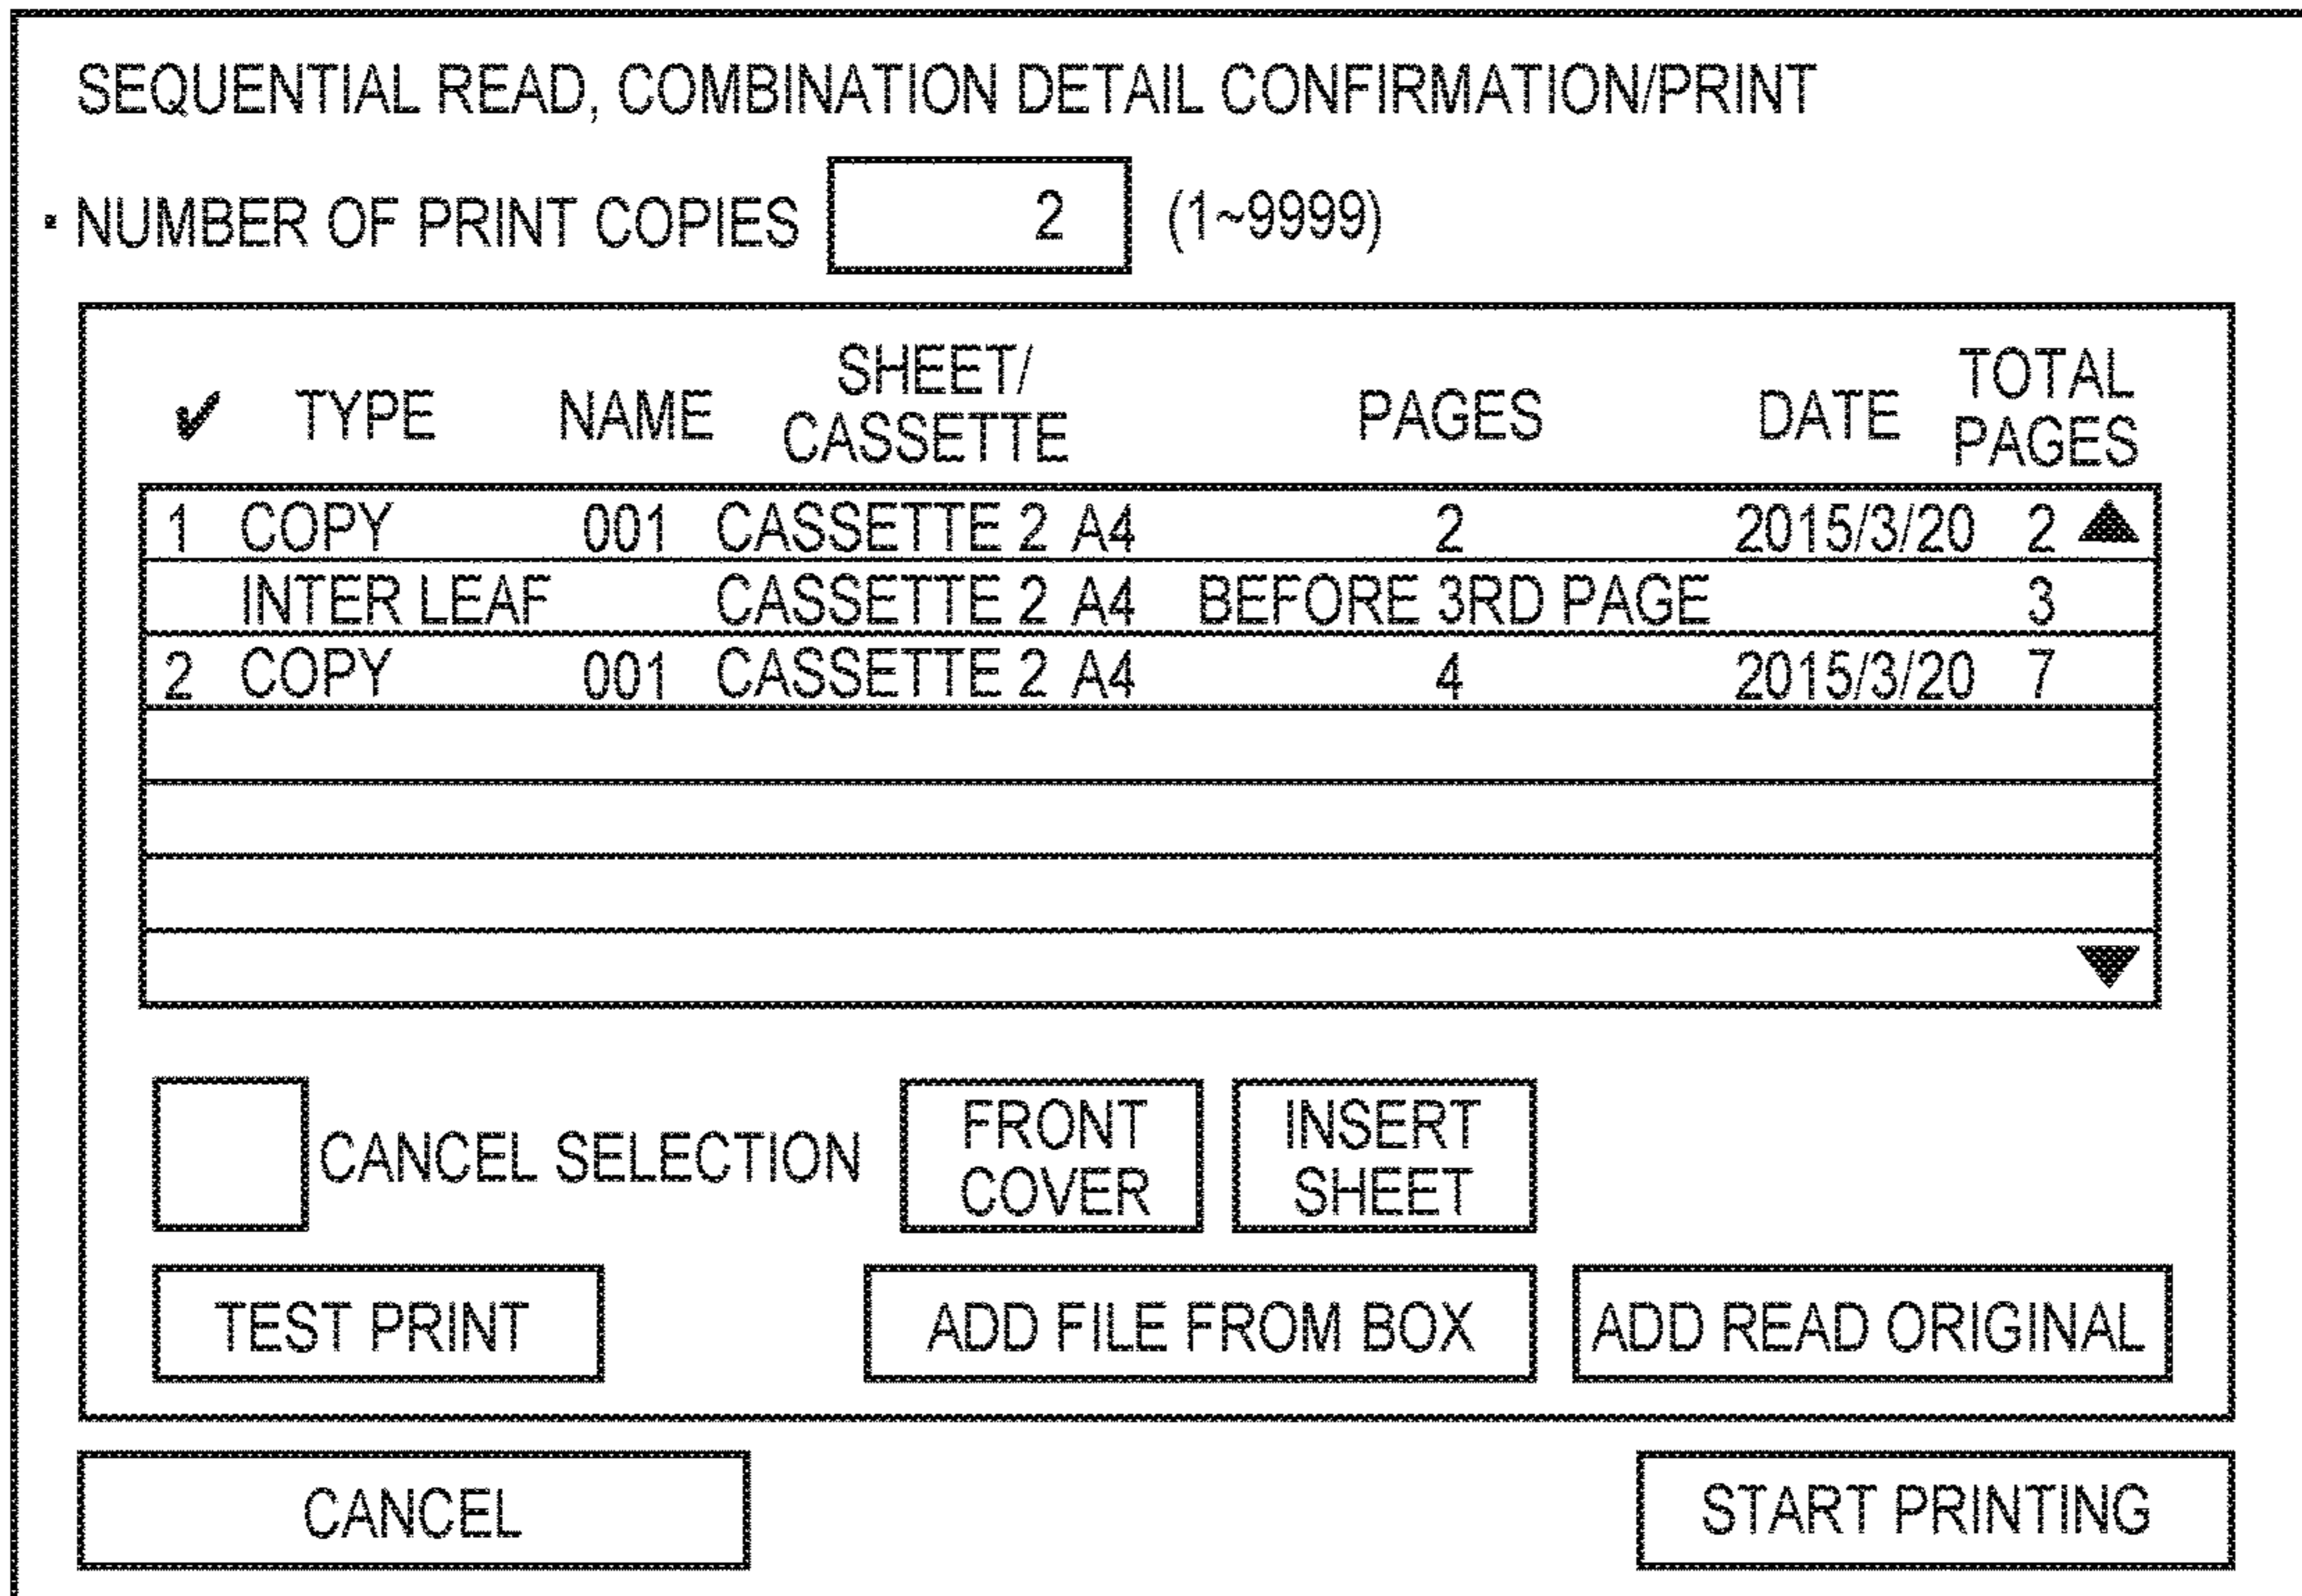 SEQUENTIAL READ, COMBINATION DETAIL CONFIRMATION/PRINT
▪ NUMBER OF PRINT COPIES 2 (1~9999)
✔ TYPE NAME SHEET/ CASSETTE PAGES DATE TOTAL PAGES
1 COPY 001 CASSETTE 2 A4 2 2015/3/20 2 ▲
INTER LEAF CASSETTE 2 A4 BEFORE 3RD PAGE 3
2 COPY 001 CASSETTE 2 A4 4 2015/3/20 7
▼
CANCEL SELECTION
FRONT
COVER
INSERT
SHEET
TEST PRINT
ADD FILE FROM BOX
ADD READ ORIGINAL
CANCEL
START PRINTING